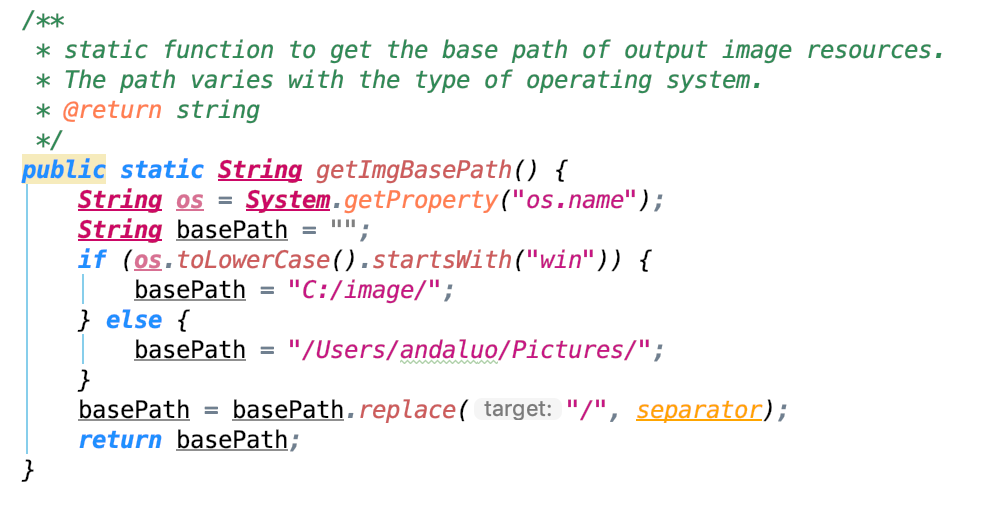 /**
 * static function to get the base path of output image resources.
 * The path varies with the type of operating system.
 * @return string
 */
public static String getImgBasePath() {
    String os = System.getProperty("os.name");
    String basePath = "";
    if (os.toLowerCase().startsWith("win")) {
        basePath = "C:/image/";
    } else {
        basePath = "/Users/andaluo/Pictures/";
    }
    basePath = basePath.replace( target: "/", separator);
    return basePath;
}